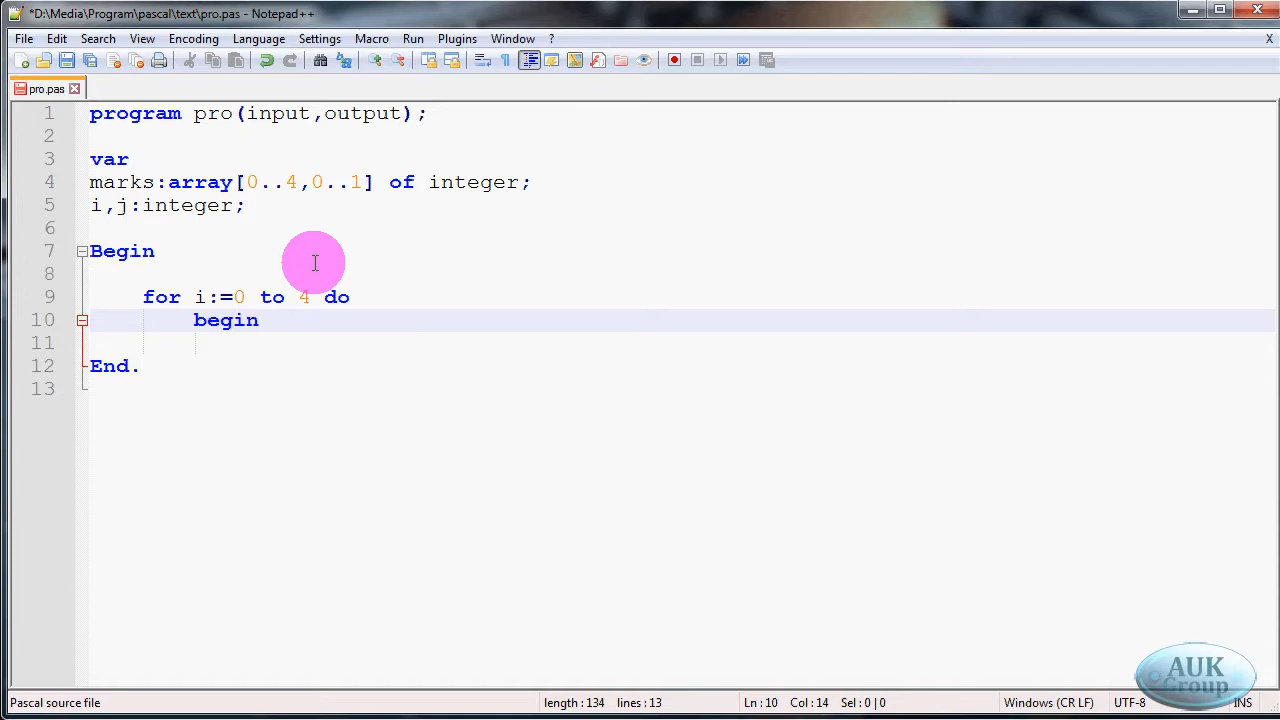 *D:\Media\Program\pascal\text\pro.pas - Notepad++
File Edit Search View Encoding Language Settings Macro Run Plugins Window ? X
pro.pas
1 program pro(input,output);
2
3 var
4 marks:array[0..4,0..1] of integer;
5 i,j:integer;
6
7 Begin
8
9 for i:=0 to 4 do
10 begin
11
12 End.
13
AUK
Group
Pascal source file length : 134 lines : 13 Ln : 10 Col : 14 Sel : 0 | 0 Windows (CR LF) UTF-8 INS